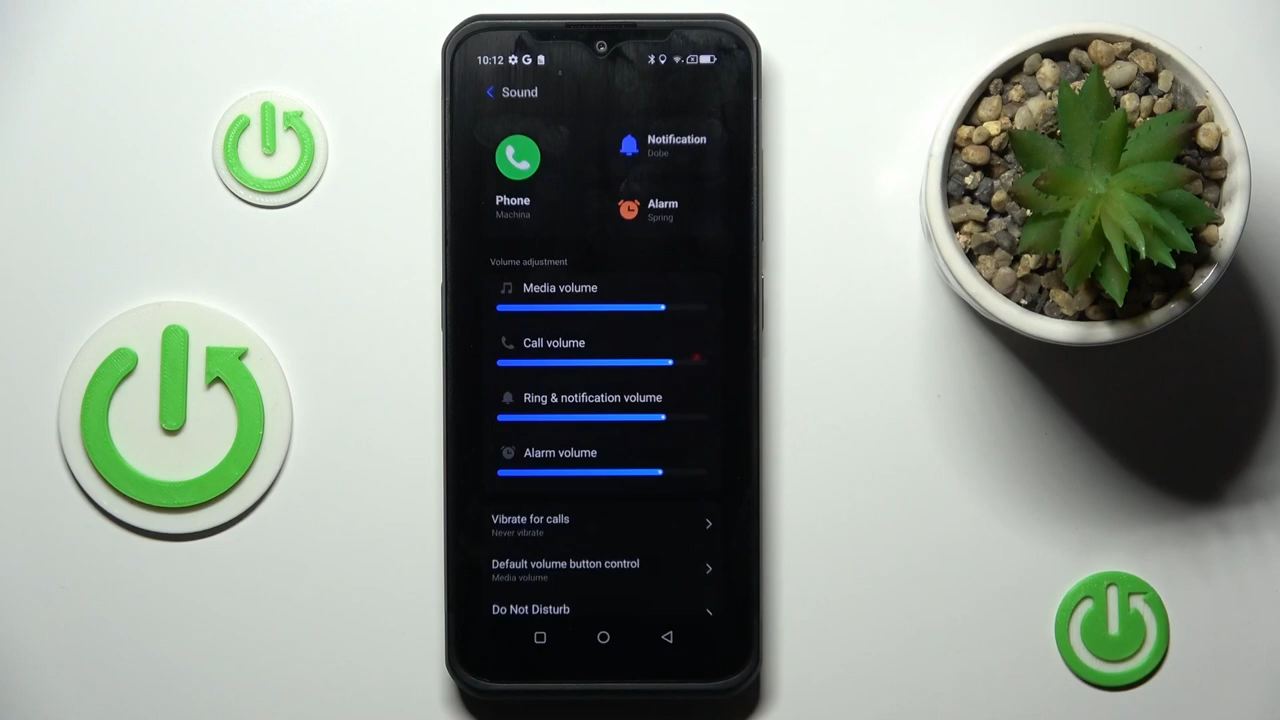 10:12
Sound
Phone
Machina
Notification
Dobe
Alarm
Spring
Volume adjustment
Media volume
Call volume
Ring & notification volume
Alarm volume
Vibrate for calls
Never vibrate
Default volume button control
Media volume
Do Not Disturb